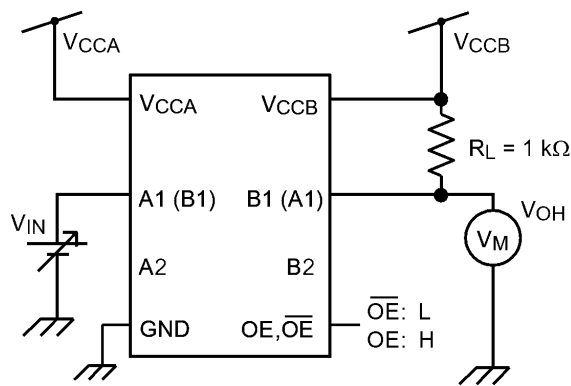 VCCA
VCCB
VCCA
VCCB
RL = 1 kΩ
A1 (B1)
B1 (A1)
VIN
VOH
VM
A2
B2
OE: L
GND
OE,OE
OE: H